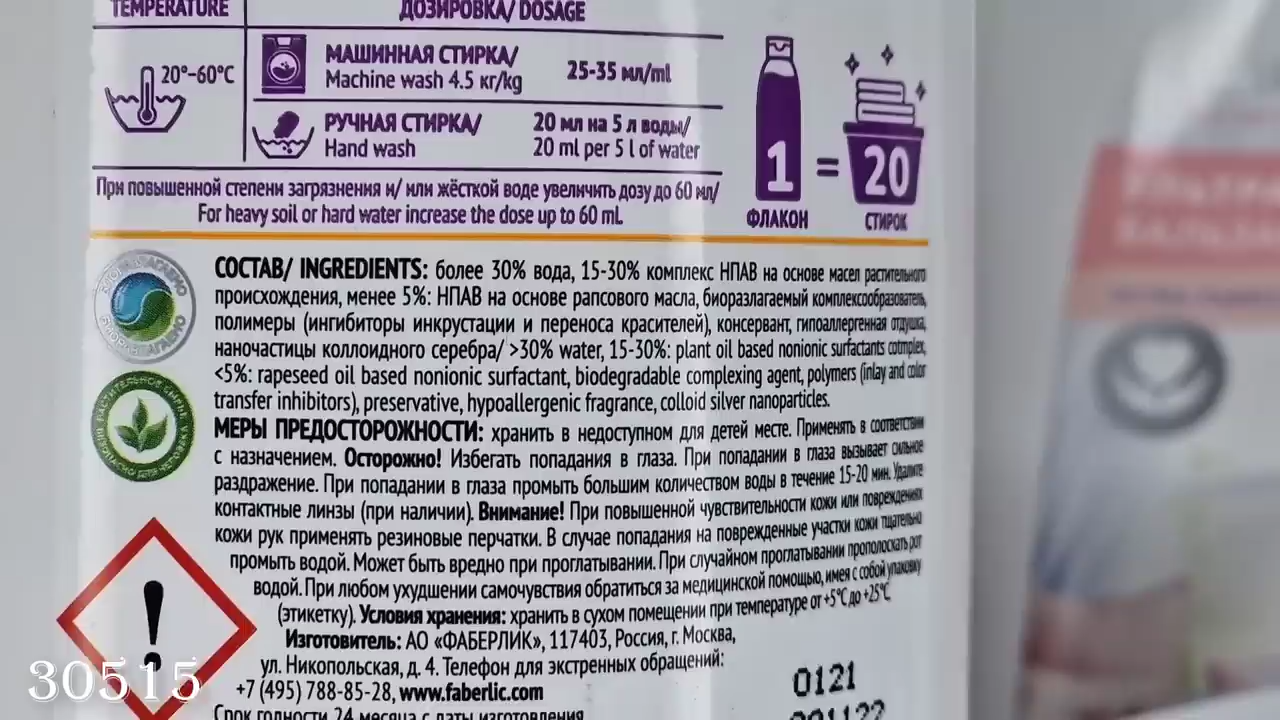 TEMPERATURE
ДОЗИРОВКА/ DOSAGE
20°–60°C
МАШИННАЯ СТИРКА/
Machine wash 4.5 кг/kg
25-35 мл/ml
РУЧНАЯ СТИРКА/
Hand wash
20 мл на 5 л воды/
20 ml per 5 l of water
1 = 20
ФЛАКОН
СТИРОК
При повышенной степени загрязнения и/ или жёсткой воде увеличить дозу до 60 мл/
For heavy soil or hard water increase the dose up to 60 ml.
СОСТАВ/ INGREDIENTS: более 30% вода, 15-30% комплекс НПАВ на основе масел растительного
происхождения, менее 5%: НПАВ на основе рапсового масла, биоразлагаемый комплексообразователь,
полимеры (ингибиторы инкрустации и переноса красителей), консервант, гипоаллергенная отдушка,
наночастицы коллоидного серебра/ >30% water, 15-30%: plant oil based nonionic surfactants cotmplex,
<5%: rapeseed oil based nonionic surfactant, biodegradable complexing agent, polymers (inlay and color
transfer inhibitors), preservative, hypoallergenic fragrance, colloid silver nanoparticles.
МЕРЫ ПРЕДОСТОРОЖНОСТИ: хранить в недоступном для детей месте. Применять в соответствии
с назначением. Осторожно! Избегать попадания в глаза. При попадании в глаза вызывает сильное
раздражение. При попадании в глаза промыть большим количеством воды в течение 15-20 мин. Удалите
контактные линзы (при наличии). Внимание! При повышенной чувствительности кожи или повреждениях
кожи рук применять резиновые перчатки. В случае попадания на поврежденные участки кожи тщательно
промыть водой. Может быть вредно при проглатывании. При случайном проглатывании прополоскать рот
водой. При любом ухудшении самочувствия обратиться за медицинской помощью, имея с собой упаковку
(этикетку). Условия хранения: хранить в сухом помещении при температуре от +5°C до +25°C
Изготовитель: АО «ФАБЕРЛИК», 117403, Россия, г. Москва,
ул. Никопольская, д. 4. Телефон для экстренных обращений:
+7 (495) 788-85-28, www.faberlic.com
Срок годности 24 месяца с даты изготовления
0121
001122
30515